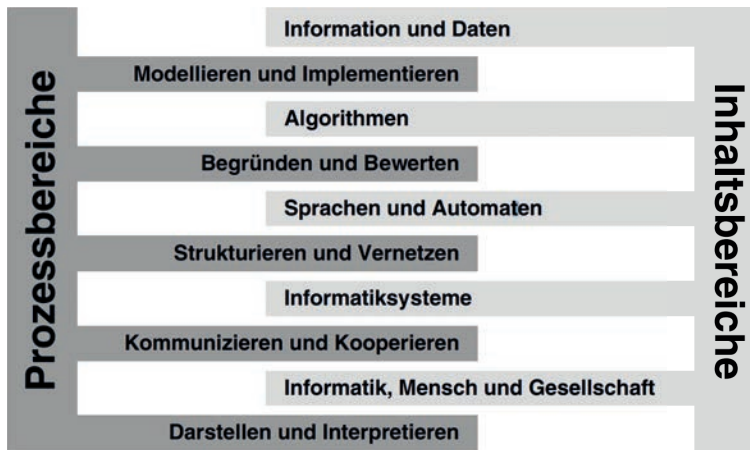 Prozessbereiche
Information und Daten
Modellieren und Implementieren
Algorithmen
Begründen und Bewerten
Sprachen und Automaten
Strukturieren und Vernetzen
Informatiksysteme
Kommunizieren und Kooperieren
Informatik, Mensch und Gesellschaft
Darstellen und Interpretieren
Inhaltsbereiche